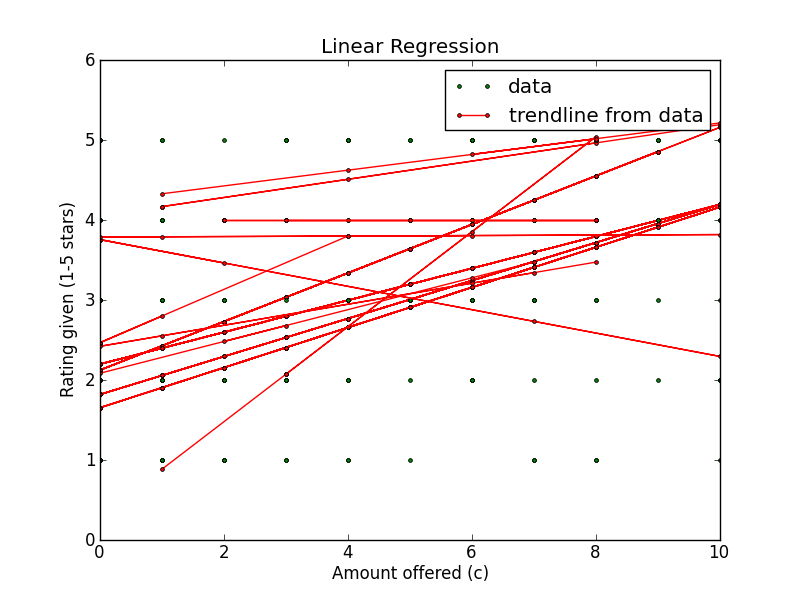 Linear Regression
data
trendline from data
6
5
4
3
2
1
0
Rating given (1-5 stars)
0 2 4 6 8 10
Amount offered (c)